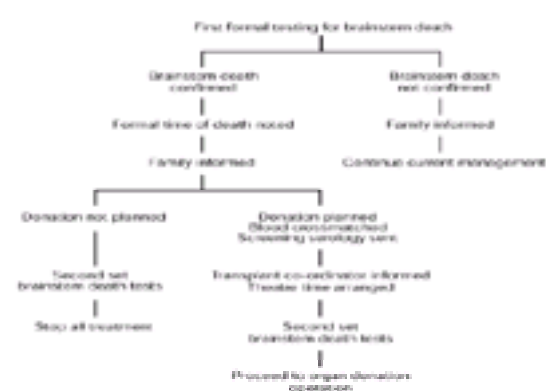 First formal testing for brainstem death
Brainstem death
confirmed
Brainstem death
not confirmed
Formal time of death noted
Family informed
Family informed
Continue current management
Donation not planned
Donation planned
Blood crossmatched
Screening serology sent
Second set
brainstem death tests
Transplant co-ordinator informed
Theatre time arranged
Stop all treatment
Second set
brainstem death tests
Proceed to organ donation
operation